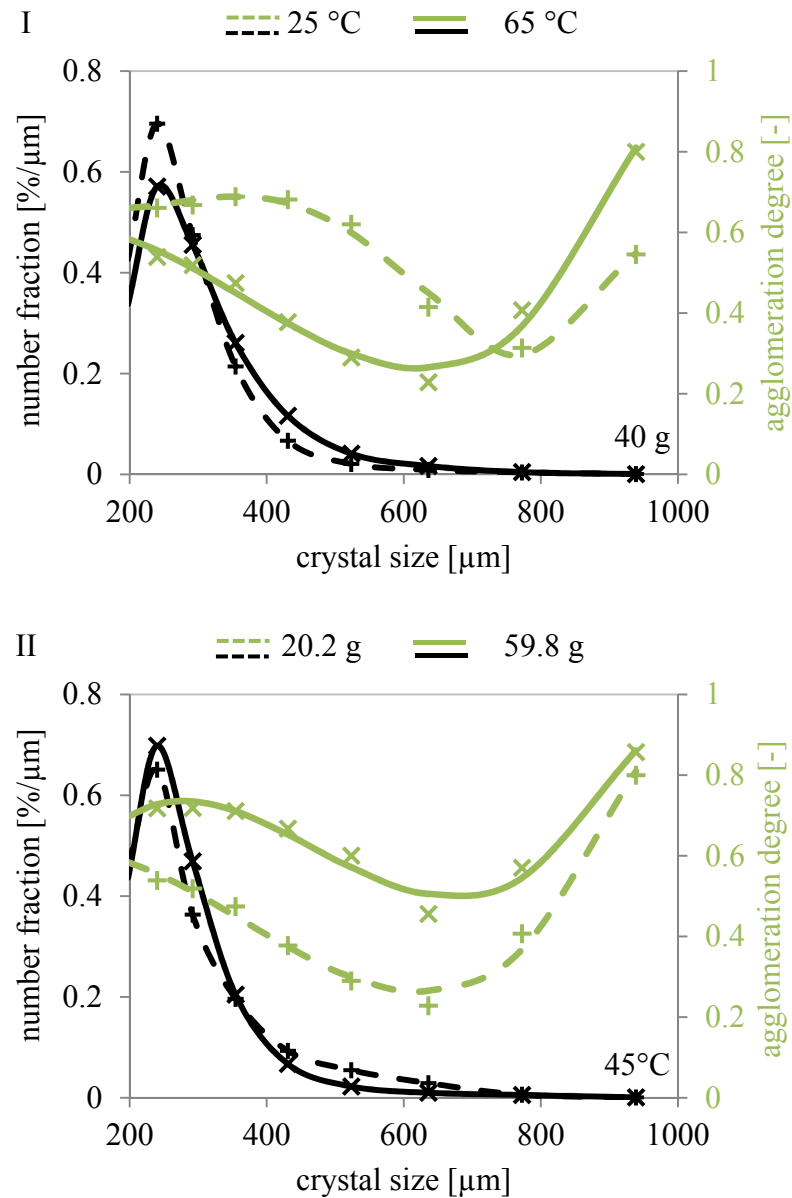 I
25 °C
65 °C
0.8
0.6
0.4
0.2
0
number fraction [%/µm]
1
0.8
0.6
0.4
0.2
0
agglomeration degree [-]
40 g
200
400
600
800
1000
crystal size [µm]
II
20.2 g
59.8 g
0.8
0.6
0.4
0.2
0
number fraction [%/µm]
1
0.8
0.6
0.4
0.2
0
agglomeration degree [-]
45°C
200
400
600
800
1000
crystal size [µm]